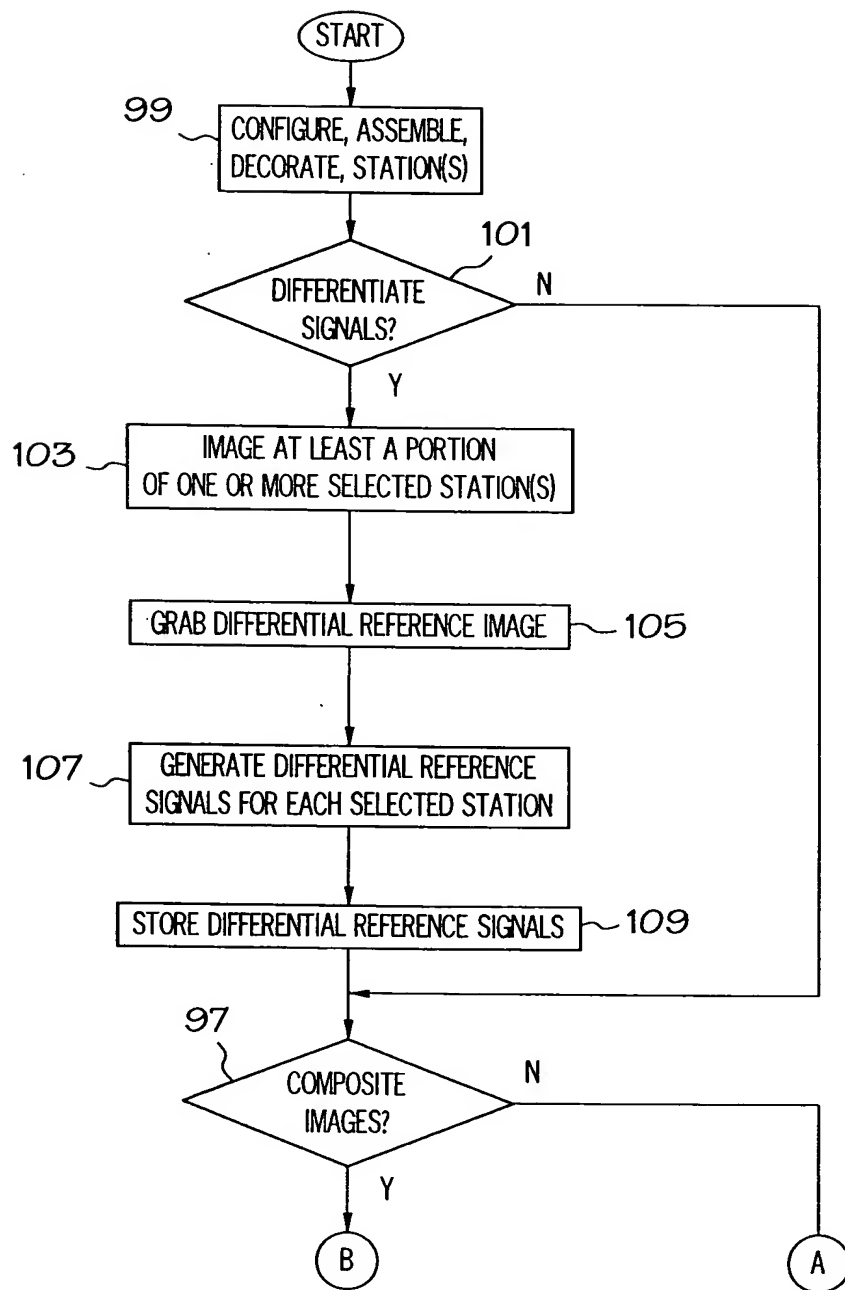 START
99
CONFIGURE, ASSEMBLE,
DECORATE, STATION(S)
101
DIFFERENTIATE
SIGNALS?
N
Y
103
IMAGE AT LEAST A PORTION
OF ONE OR MORE SELECTED STATION(S)
GRAB DIFFERENTIAL REFERENCE IMAGE
105
107
GENERATE DIFFERENTIAL REFERENCE
SIGNALS FOR EACH SELECTED STATION
STORE DIFFERENTIAL REFERENCE SIGNALS
109
97
COMPOSITE
IMAGES?
N
Y
B
A